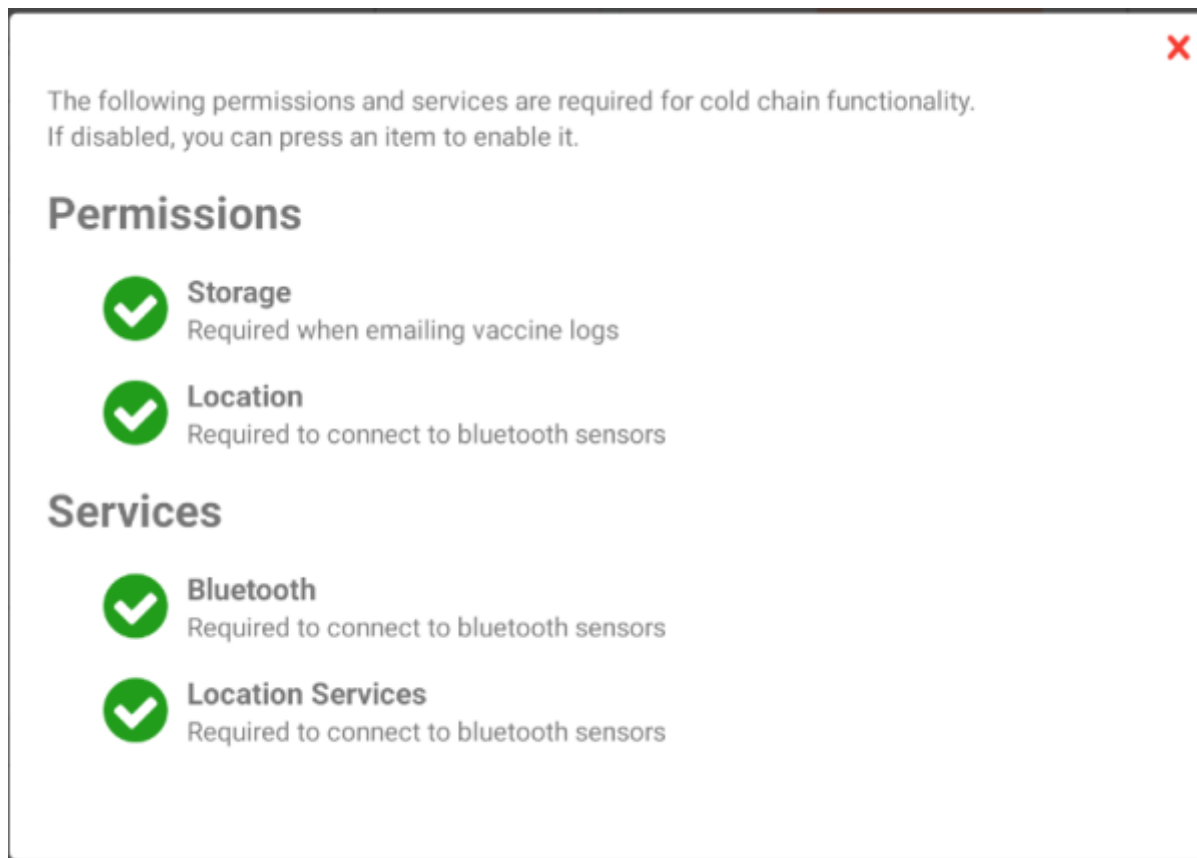 The following permissions and services are required for cold chain functionality.
If disabled, you can press an item to enable it.
Permissions
Storage
Required when emailing vaccine logs
Location
Required to connect to bluetooth sensors
Services
Bluetooth
Required to connect to bluetooth sensors
Location Services
Required to connect to bluetooth sensors